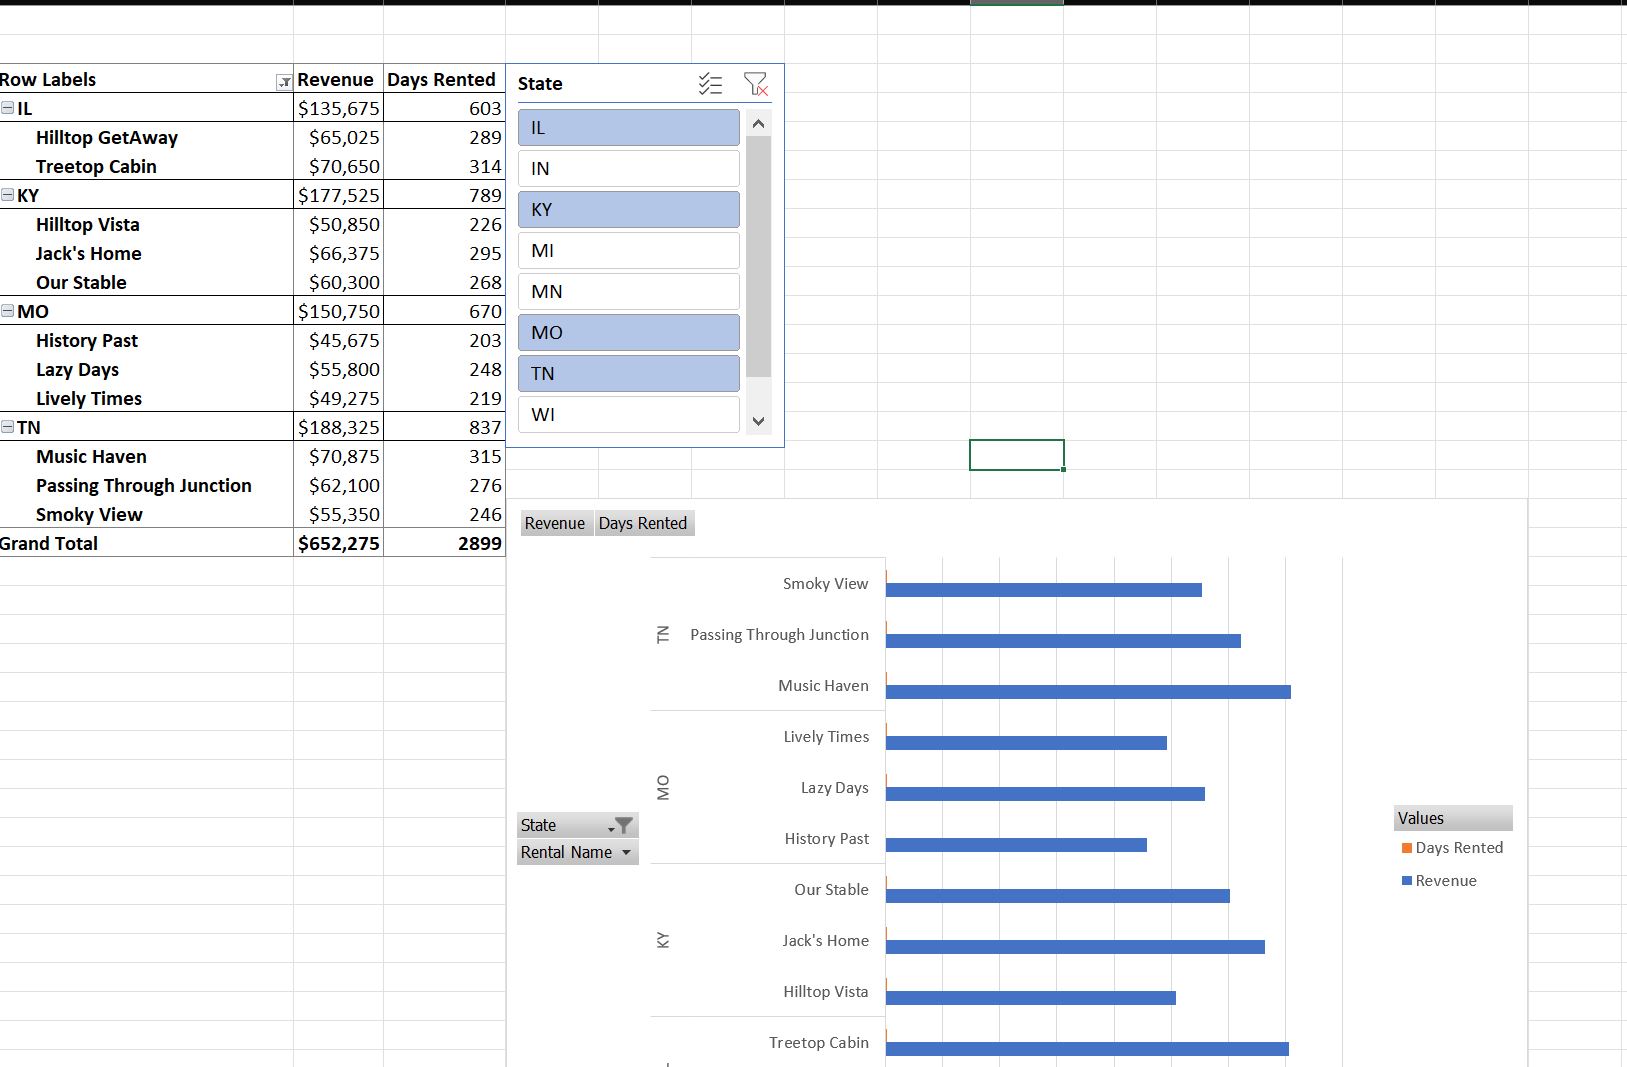 Row Labels Revenue Days Rented
IL $135,675 603
Hilltop GetAway $65,025 289
Treetop Cabin $70,650 314
KY $177,525 789
Hilltop Vista $50,850 226
Jack's Home $66,375 295
Our Stable $60,300 268
MO $150,750 670
History Past $45,675 203
Lazy Days $55,800 248
Lively Times $49,275 219
TN $188,325 837
Music Haven $70,875 315
Passing Through Junction $62,100 276
Smoky View $55,350 246
Grand Total $652,275 2899
State
IL
IN
KY
MI
MN
MO
TN
WI
Revenue Days Rented
Smoky View
TN Passing Through Junction
Music Haven
Lively Times
MO Lazy Days
History Past
Our Stable
KY Jack's Home
Hilltop Vista
Treetop Cabin
State
Rental Name
Values
Days Rented
Revenue